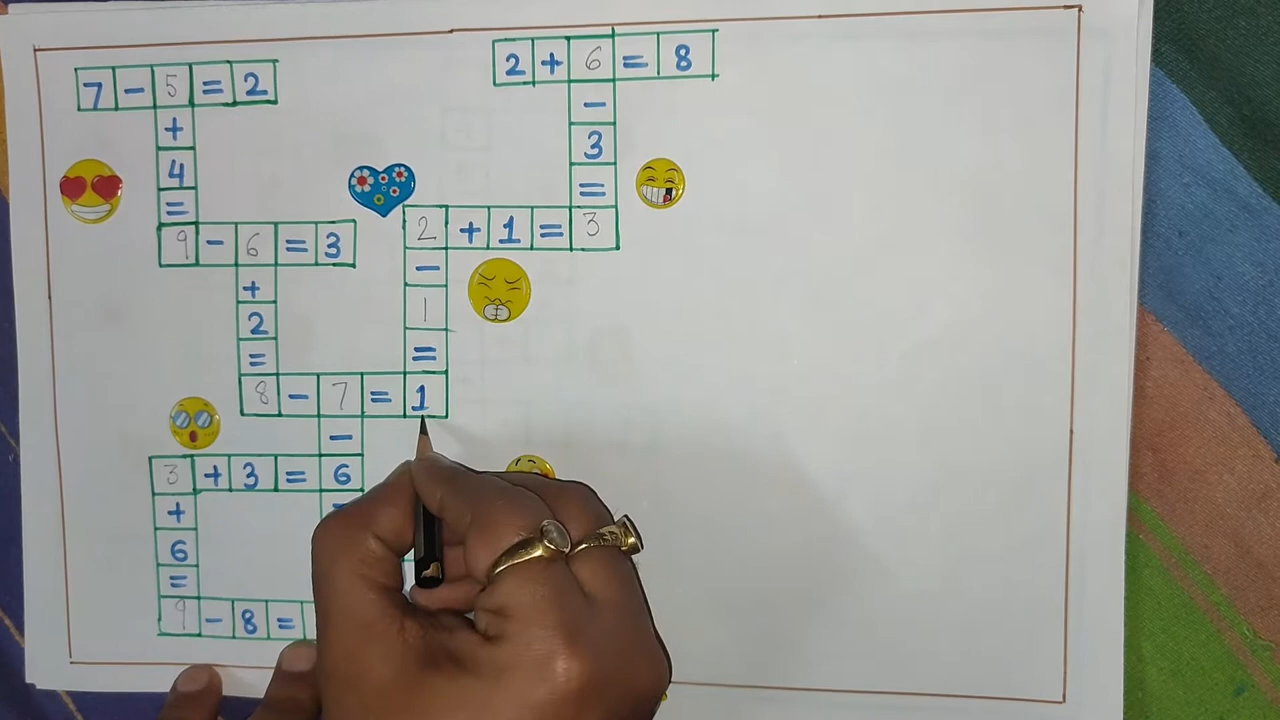 7 - 5 = 2
2 + 6 = 8
+
-
4
3
=
=
9 - 6 = 3
2 + 1 = 3
+
-
2
1
=
=
8 - 7 = 1
-
3 + 3 = 6
+
6
=
9 - 8 =